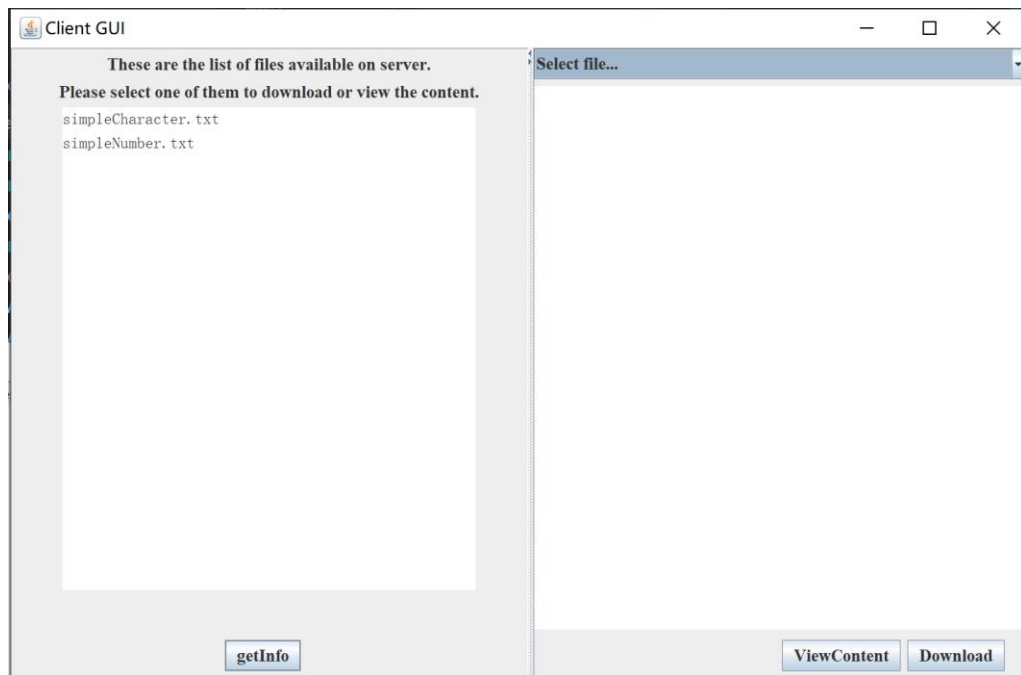 Client GUI
These are the list of files available on server.
Please select one of them to download or view the content.
simpleCharacter.txt
simpleNumber.txt
getInfo
Select file...
ViewContent
Download